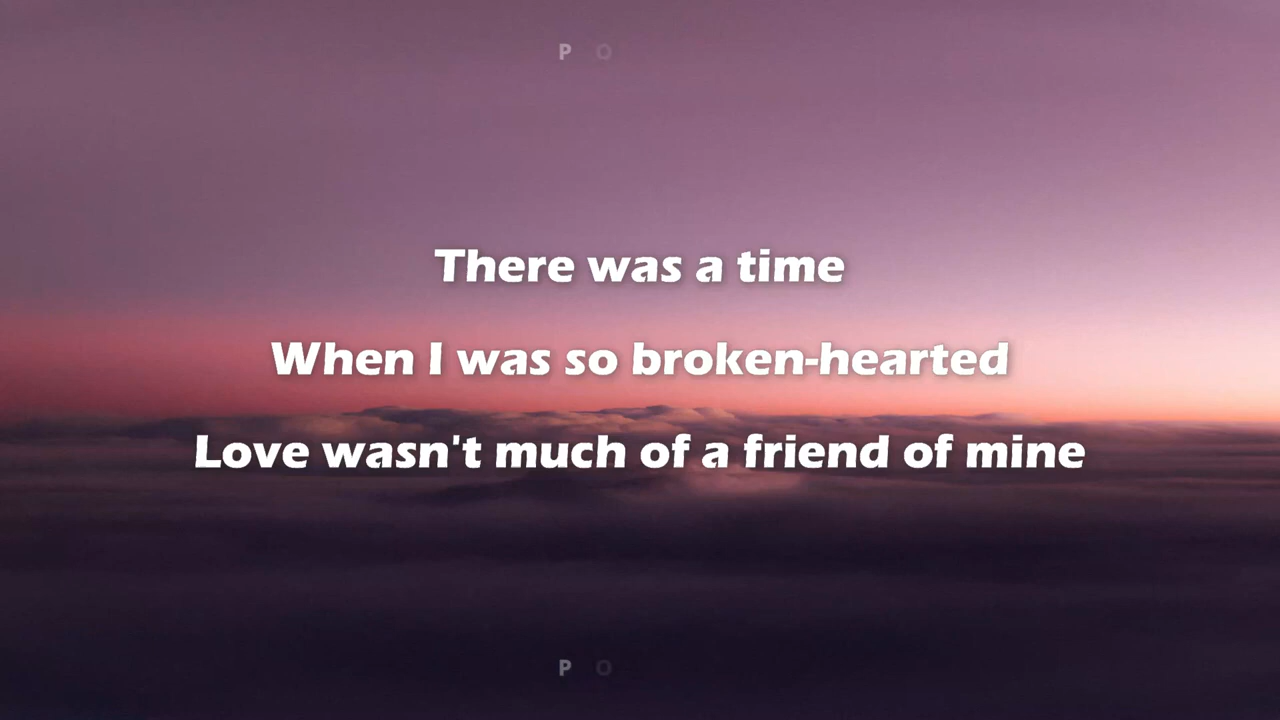 P O
There was a time
When I was so broken-hearted
Love wasn't much of a friend of mine
P O